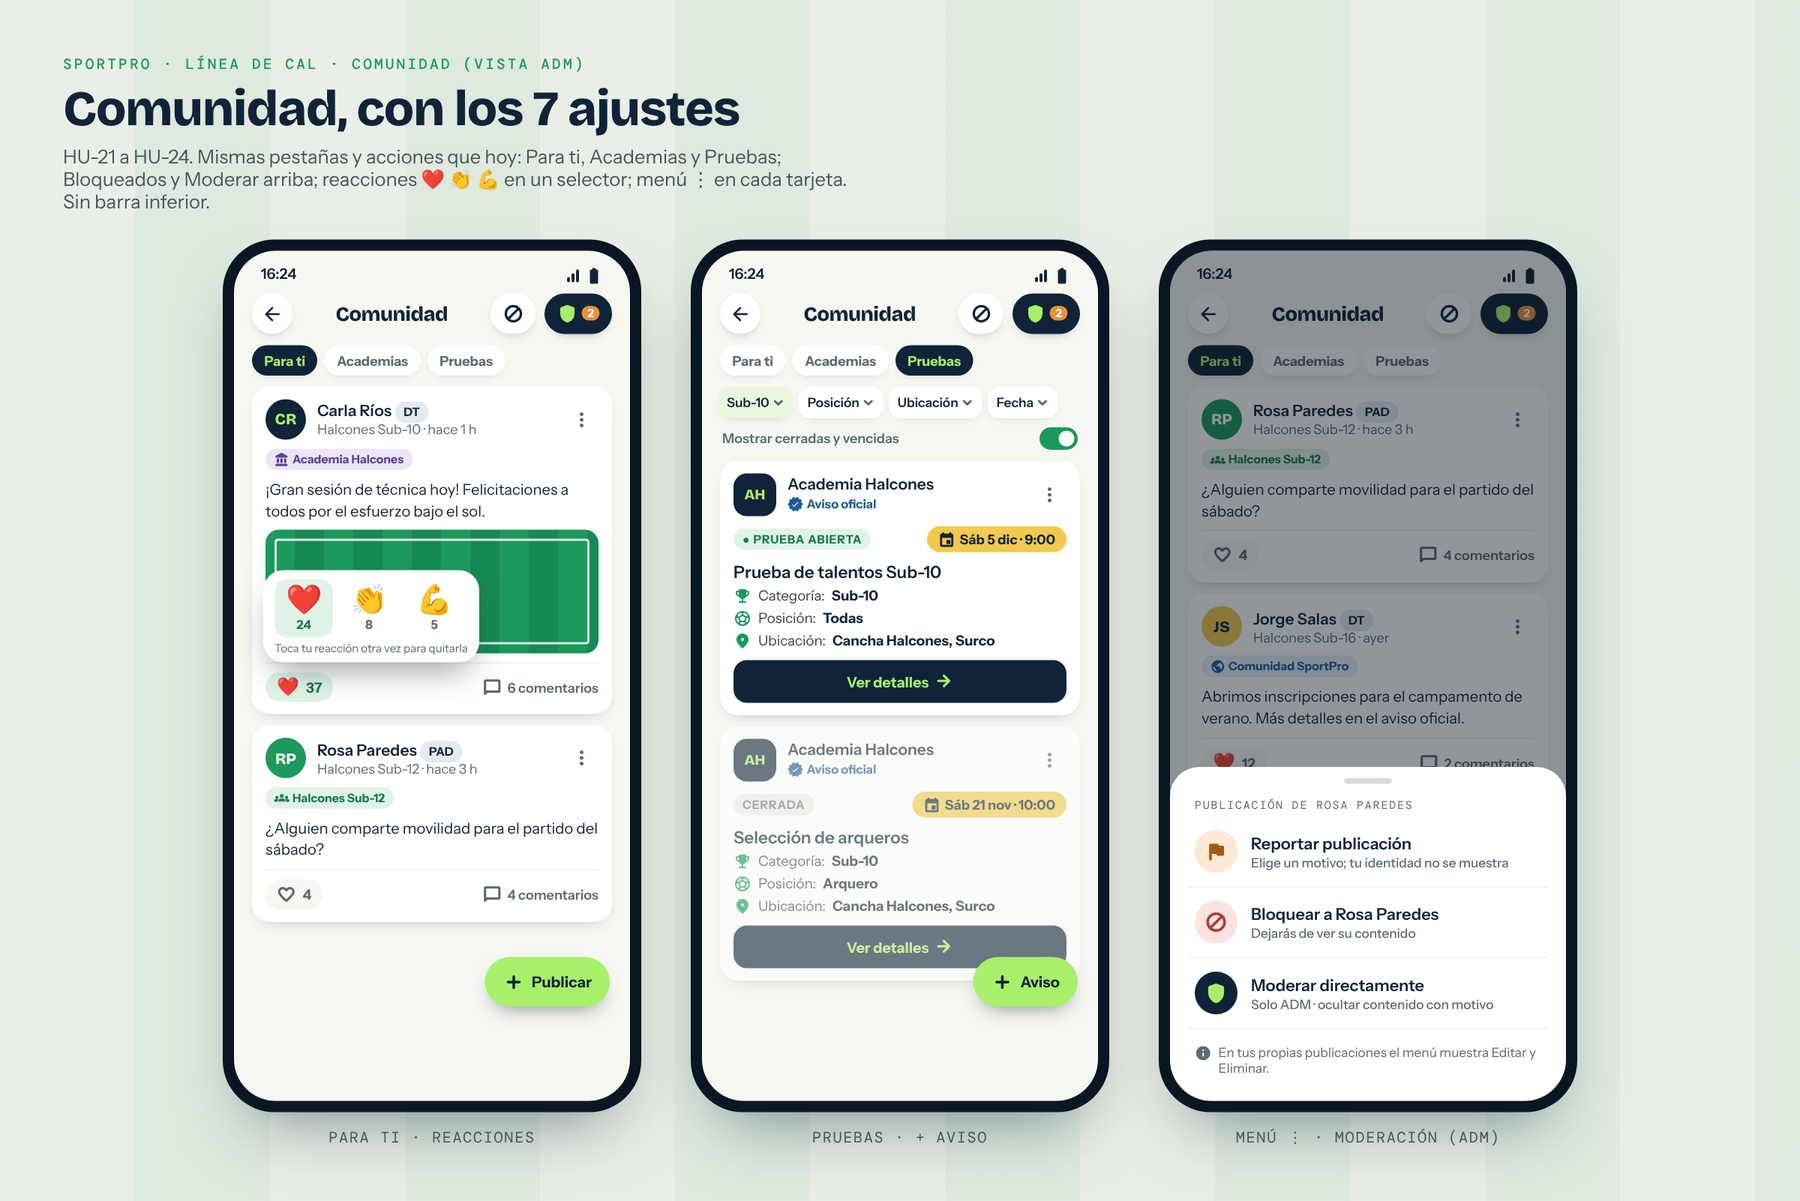 SPORTPRO · LÍNEA DE CAL · COMUNIDAD (VISTA ADM)
Comunidad, con los 7 ajustes
HU-21 a HU-24. Mismas pestañas y acciones que hoy: Para ti, Academias y Pruebas;
Bloqueados y Moderar arriba; reacciones ❤️ 👏 💪 en un selector; menú ⋮ en cada tarjeta.
Sin barra inferior.
16:24
Comunidad
2
Para ti
Academias
Pruebas
CR
Carla Ríos DT
Halcones Sub-10 · hace 1 h
Academia Halcones
¡Gran sesión de técnica hoy! Felicitaciones a
todos por el esfuerzo bajo el sol.
24
8
5
Toca tu reacción otra vez para quitarla
37
6 comentarios
RP
Rosa Paredes PAD
Halcones Sub-12 · hace 3 h
Halcones Sub-12
¿Alguien comparte movilidad para el partido del
sábado?
4
4 comentarios
+ Publicar
PARA TI · REACCIONES
16:24
Comunidad
2
Para ti
Academias
Pruebas
Sub-10
Posición
Ubicación
Fecha
Mostrar cerradas y vencidas
AH
Academia Halcones
Aviso oficial
• PRUEBA ABIERTA
Sáb 5 dic · 9:00
Prueba de talentos Sub-10
Categoría: Sub-10
Posición: Todas
Ubicación: Cancha Halcones, Surco
Ver detalles →
AH
Academia Halcones
Aviso oficial
CERRADA
Sáb 21 nov · 10:00
Selección de arqueros
Categoría: Sub-10
Posición: Arquero
Ubicación: Cancha Halcones, Surco
Ver detalles →
+ Aviso
PRUEBAS · + AVISO
16:24
Comunidad
2
Para ti
Academias
Pruebas
RP
Rosa Paredes PAD
Halcones Sub-12 · hace 3 h
Halcones Sub-12
¿Alguien comparte movilidad para el partido del
sábado?
4
4 comentarios
JS
Jorge Salas DT
Halcones Sub-16 · ayer
Comunidad SportPro
Abrimos inscripciones para el campamento de
verano. Más detalles en el aviso oficial.
12
2 comentarios
PUBLICACIÓN DE ROSA PAREDES
Reportar publicación
Elige un motivo; tu identidad no se muestra
Bloquear a Rosa Paredes
Dejarás de ver su contenido
Moderar directamente
Solo ADM · ocultar contenido con motivo
En tus propias publicaciones el menú muestra Editar y
Eliminar.
MENÚ ⋮ · MODERACIÓN (ADM)